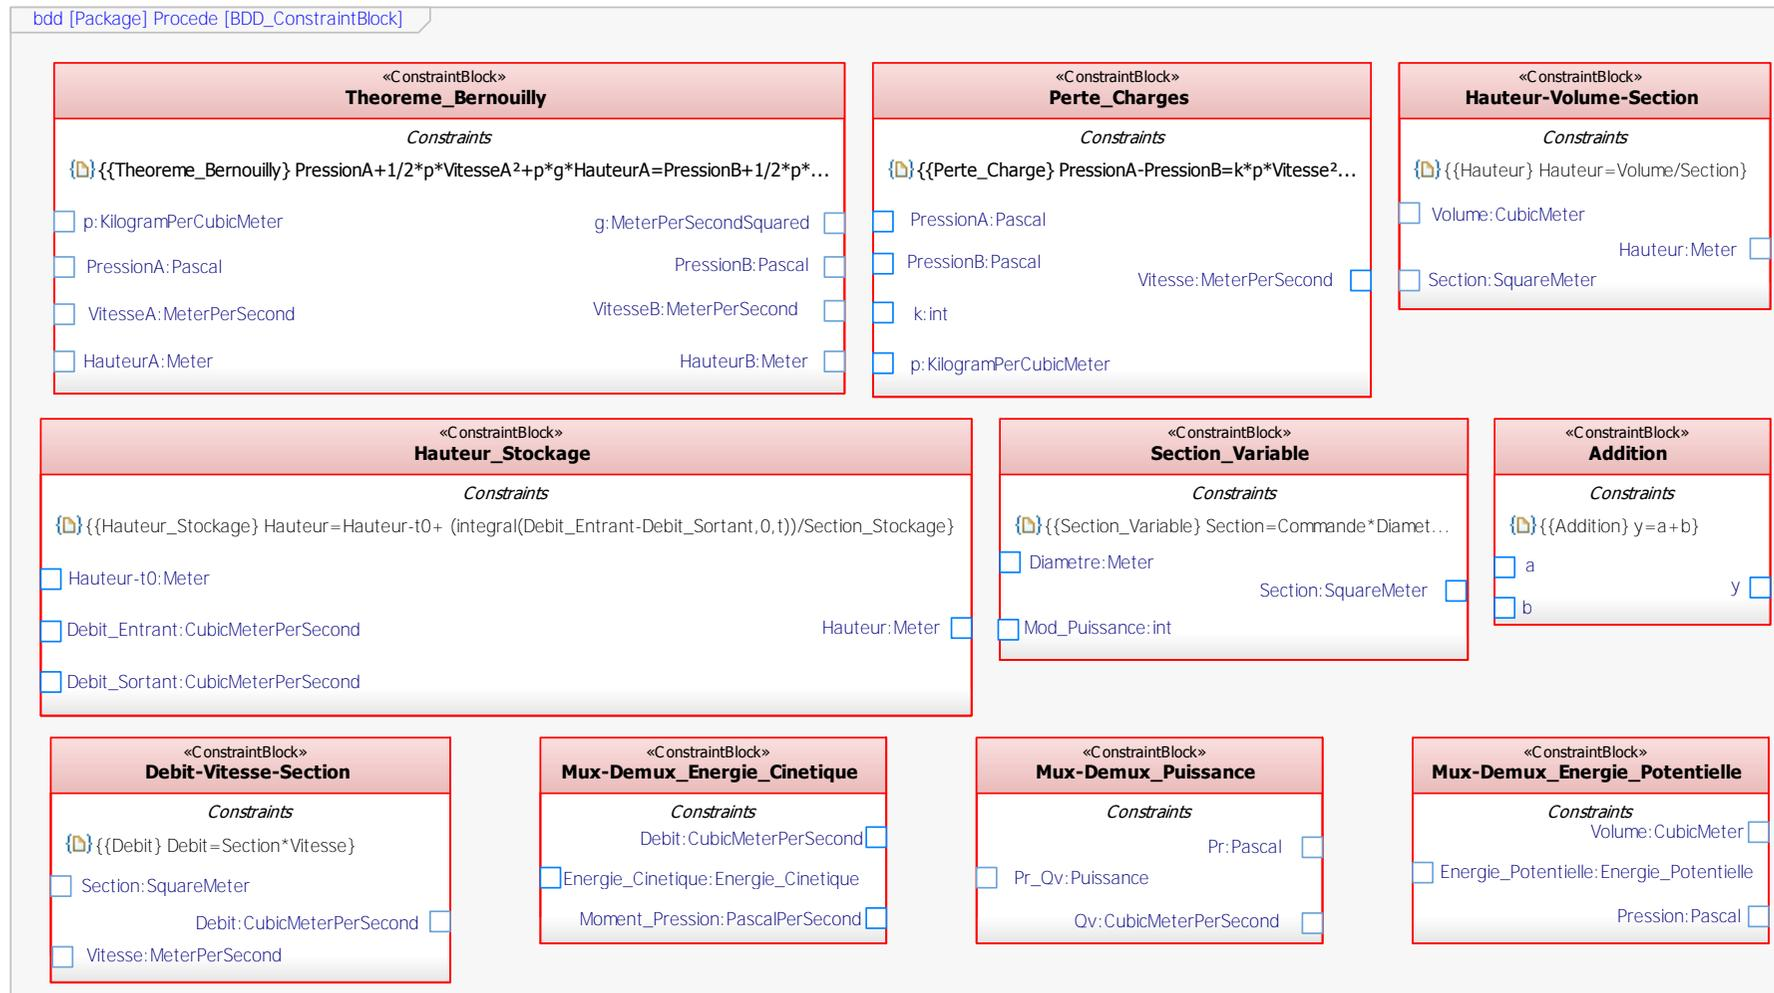 bdd [Package] Procede [BDD_ConstraintBlock]
«ConstraintBlock»
Theoreme_Bernouilly
Constraints
{{Theoreme_Bernouilly} PressionA+1/2*p*VitesseA²+p*g*HauteurA=PressionB+1/2*p*...
p:KilogramPerCubicMeter
g:MeterPerSecondSquared
PressionA:Pascal
PressionB:Pascal
VitesseA:MeterPerSecond
VitesseB:MeterPerSecond
HauteurA:Meter
HauteurB:Meter
«ConstraintBlock»
Perte_Charges
Constraints
{{Perte_Charge} PressionA-PressionB=k*p*Vitesse²...
PressionA:Pascal
PressionB:Pascal
Vitesse:MeterPerSecond
k:int
p:KilogramPerCubicMeter
«ConstraintBlock»
Hauteur-Volume-Section
Constraints
{{Hauteur} Hauteur=Volume/Section}
Volume:CubicMeter
Hauteur:Meter
Section:SquareMeter
«ConstraintBlock»
Hauteur_Stockage
Constraints
{{Hauteur_Stockage} Hauteur=Hauteur-t0+ (integral(Debit_Entrant-Debit_Sortant,0,t))/Section_Stockage}
Hauteur-t0:Meter
Debit_Entrant:CubicMeterPerSecond
Hauteur:Meter
Debit_Sortant:CubicMeterPerSecond
«ConstraintBlock»
Section_Variable
Constraints
{{Section_Variable} Section=Commande*Diamet...
Diametre:Meter
Section:SquareMeter
Mod_Puissance:int
«ConstraintBlock»
Addition
Constraints
{{Addition} y=a+b}
a
y
b
«ConstraintBlock»
Debit-Vitesse-Section
Constraints
{{Debit} Debit=Section*Vitesse}
Section:SquareMeter
Debit:CubicMeterPerSecond
Vitesse:MeterPerSecond
«ConstraintBlock»
Mux-Demux_Energie_Cinetique
Constraints
Debit:CubicMeterPerSecond
Energie_Cinetique:Energie_Cinetique
Moment_Pression:PascalPerSecond
«ConstraintBlock»
Mux-Demux_Puissance
Constraints
Pr:Pascal
Pr_Qv:Puissance
Qv:CubicMeterPerSecond
«ConstraintBlock»
Mux-Demux_Energie_Potentielle
Constraints
Volume:CubicMeter
Energie_Potentielle:Energie_Potentielle
Pression:Pascal